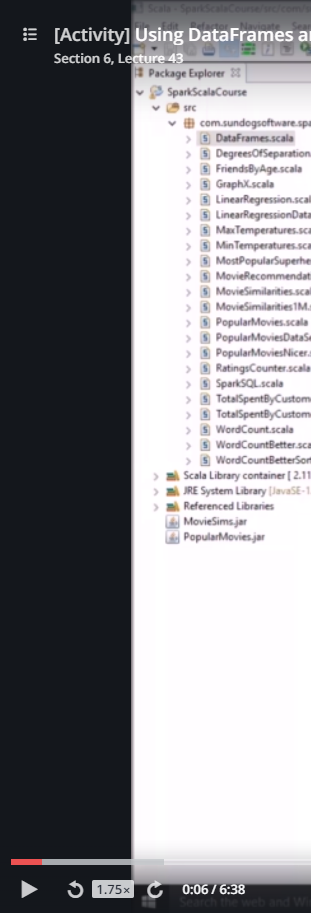 [Activity] Using DataFrames a
Section 6, Lecture 43
Scala - SparkScalaCourse/src/com/s
File Edit Refactor Navigate
Package Explorer
SparkScalaCourse
src
com.sundogsoftware.spa
DataFrames.scala
DegreesOfSeparation
FriendsByAge.scala
GraphX.scala
LinearRegression.scal
LinearRegressionData
MaxTemperatures.sca
MinTemperatures.sca
MostPopularSuperhe
MovieRecommendat
MovieSimilarities.scal
MovieSimilarities1M.s
PopularMovies.scala
PopularMoviesDataSe
PopularMoviesNicer.s
RatingsCounter.scala
SparkSQL.scala
TotalSpentByCustom
TotalSpentByCustom
WordCount.scala
WordCountBetter.sca
WordCountBetterSort
Scala Library container [ 2.11
JRE System Library [JavaSE-1
Referenced Libraries
MovieSims.jar
PopularMovies.jar
1.75× 0:06 / 6:38
Search the web and Wi